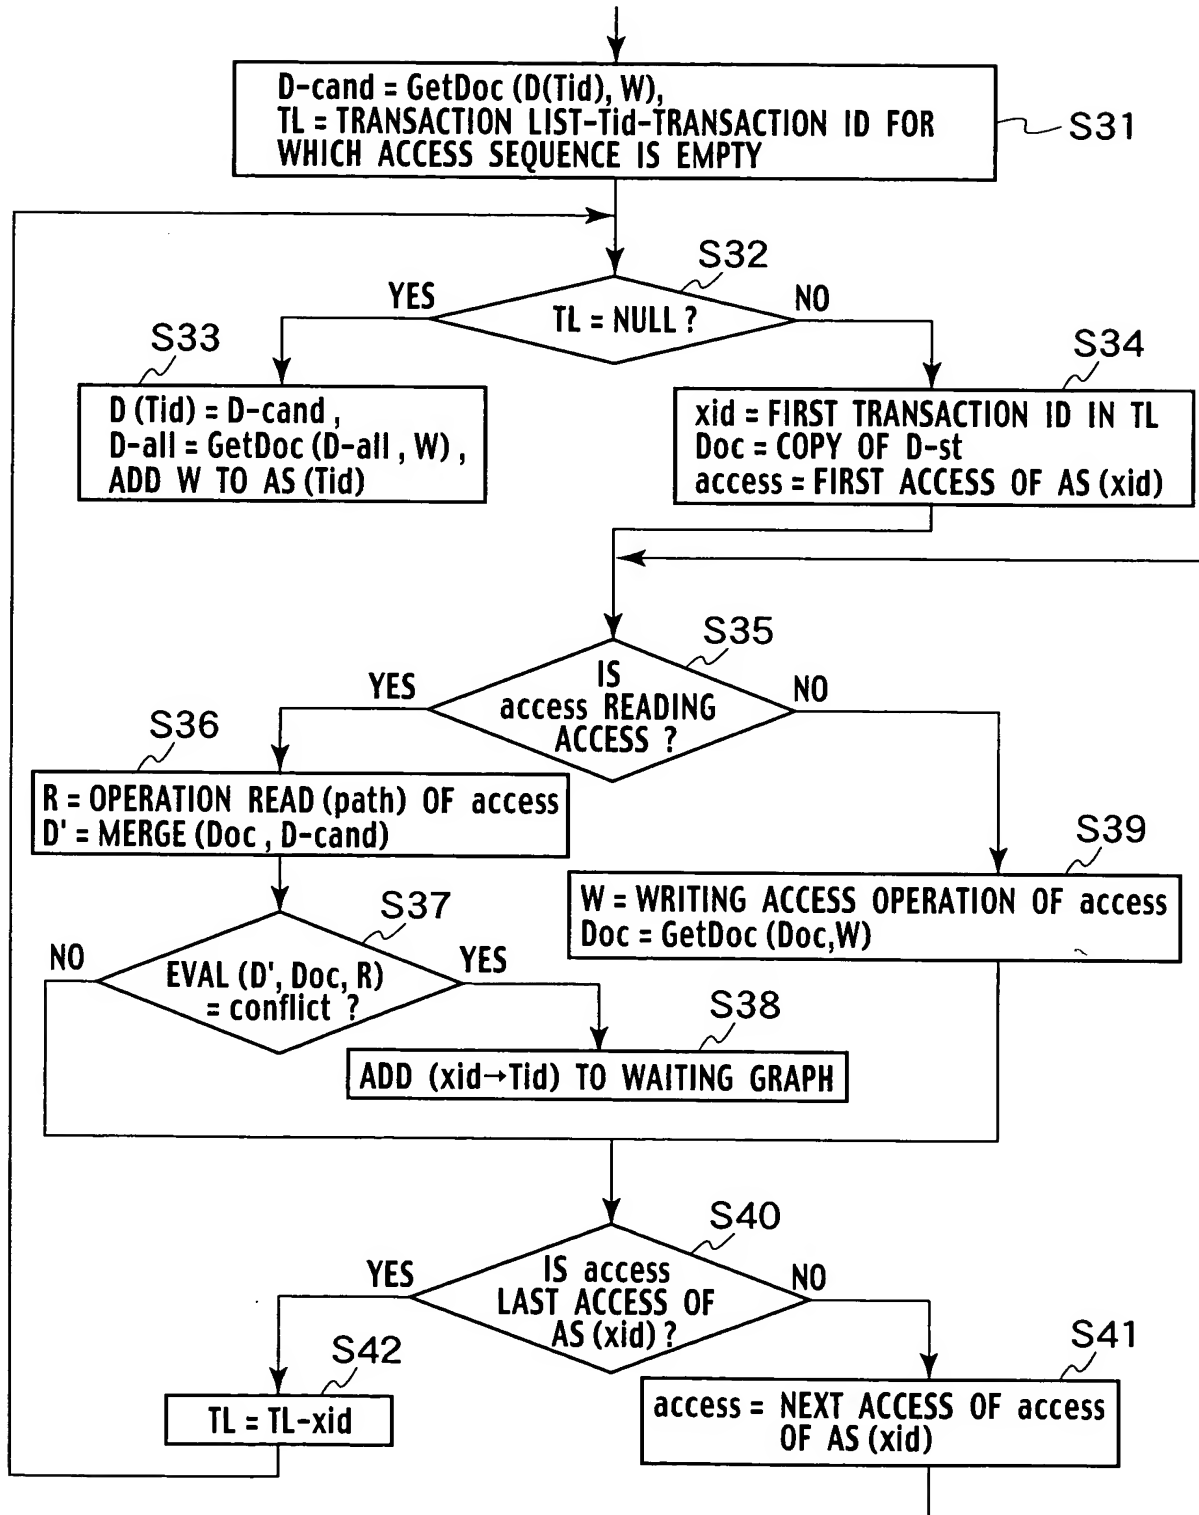 D-cand = GetDoc (D(Tid), W),
TL = TRANSACTION LIST-Tid-TRANSACTION ID FOR
WHICH ACCESS SEQUENCE IS EMPTY
S31
S32
YES
TL = NULL ?
NO
S33
D (Tid) = D-cand ,
D-all = GetDoc (D-all , W) ,
ADD W TO AS (Tid)
S34
xid = FIRST TRANSACTION ID IN TL
Doc = COPY OF D-st
access = FIRST ACCESS OF AS (xid)
S35
YES
IS
access READING
ACCESS ?
NO
S36
R = OPERATION READ (path) OF access
D' = MERGE (Doc , D-cand)
S39
W = WRITING ACCESS OPERATION OF access
Doc = GetDoc (Doc,W)
S37
NO
EVAL (D', Doc, R)
= conflict ?
YES
S38
ADD (xid→Tid) TO WAITING GRAPH
S40
YES
IS access
LAST ACCESS OF
AS (xid) ?
NO
S42
TL = TL-xid
S41
access = NEXT ACCESS OF access
OF AS (xid)